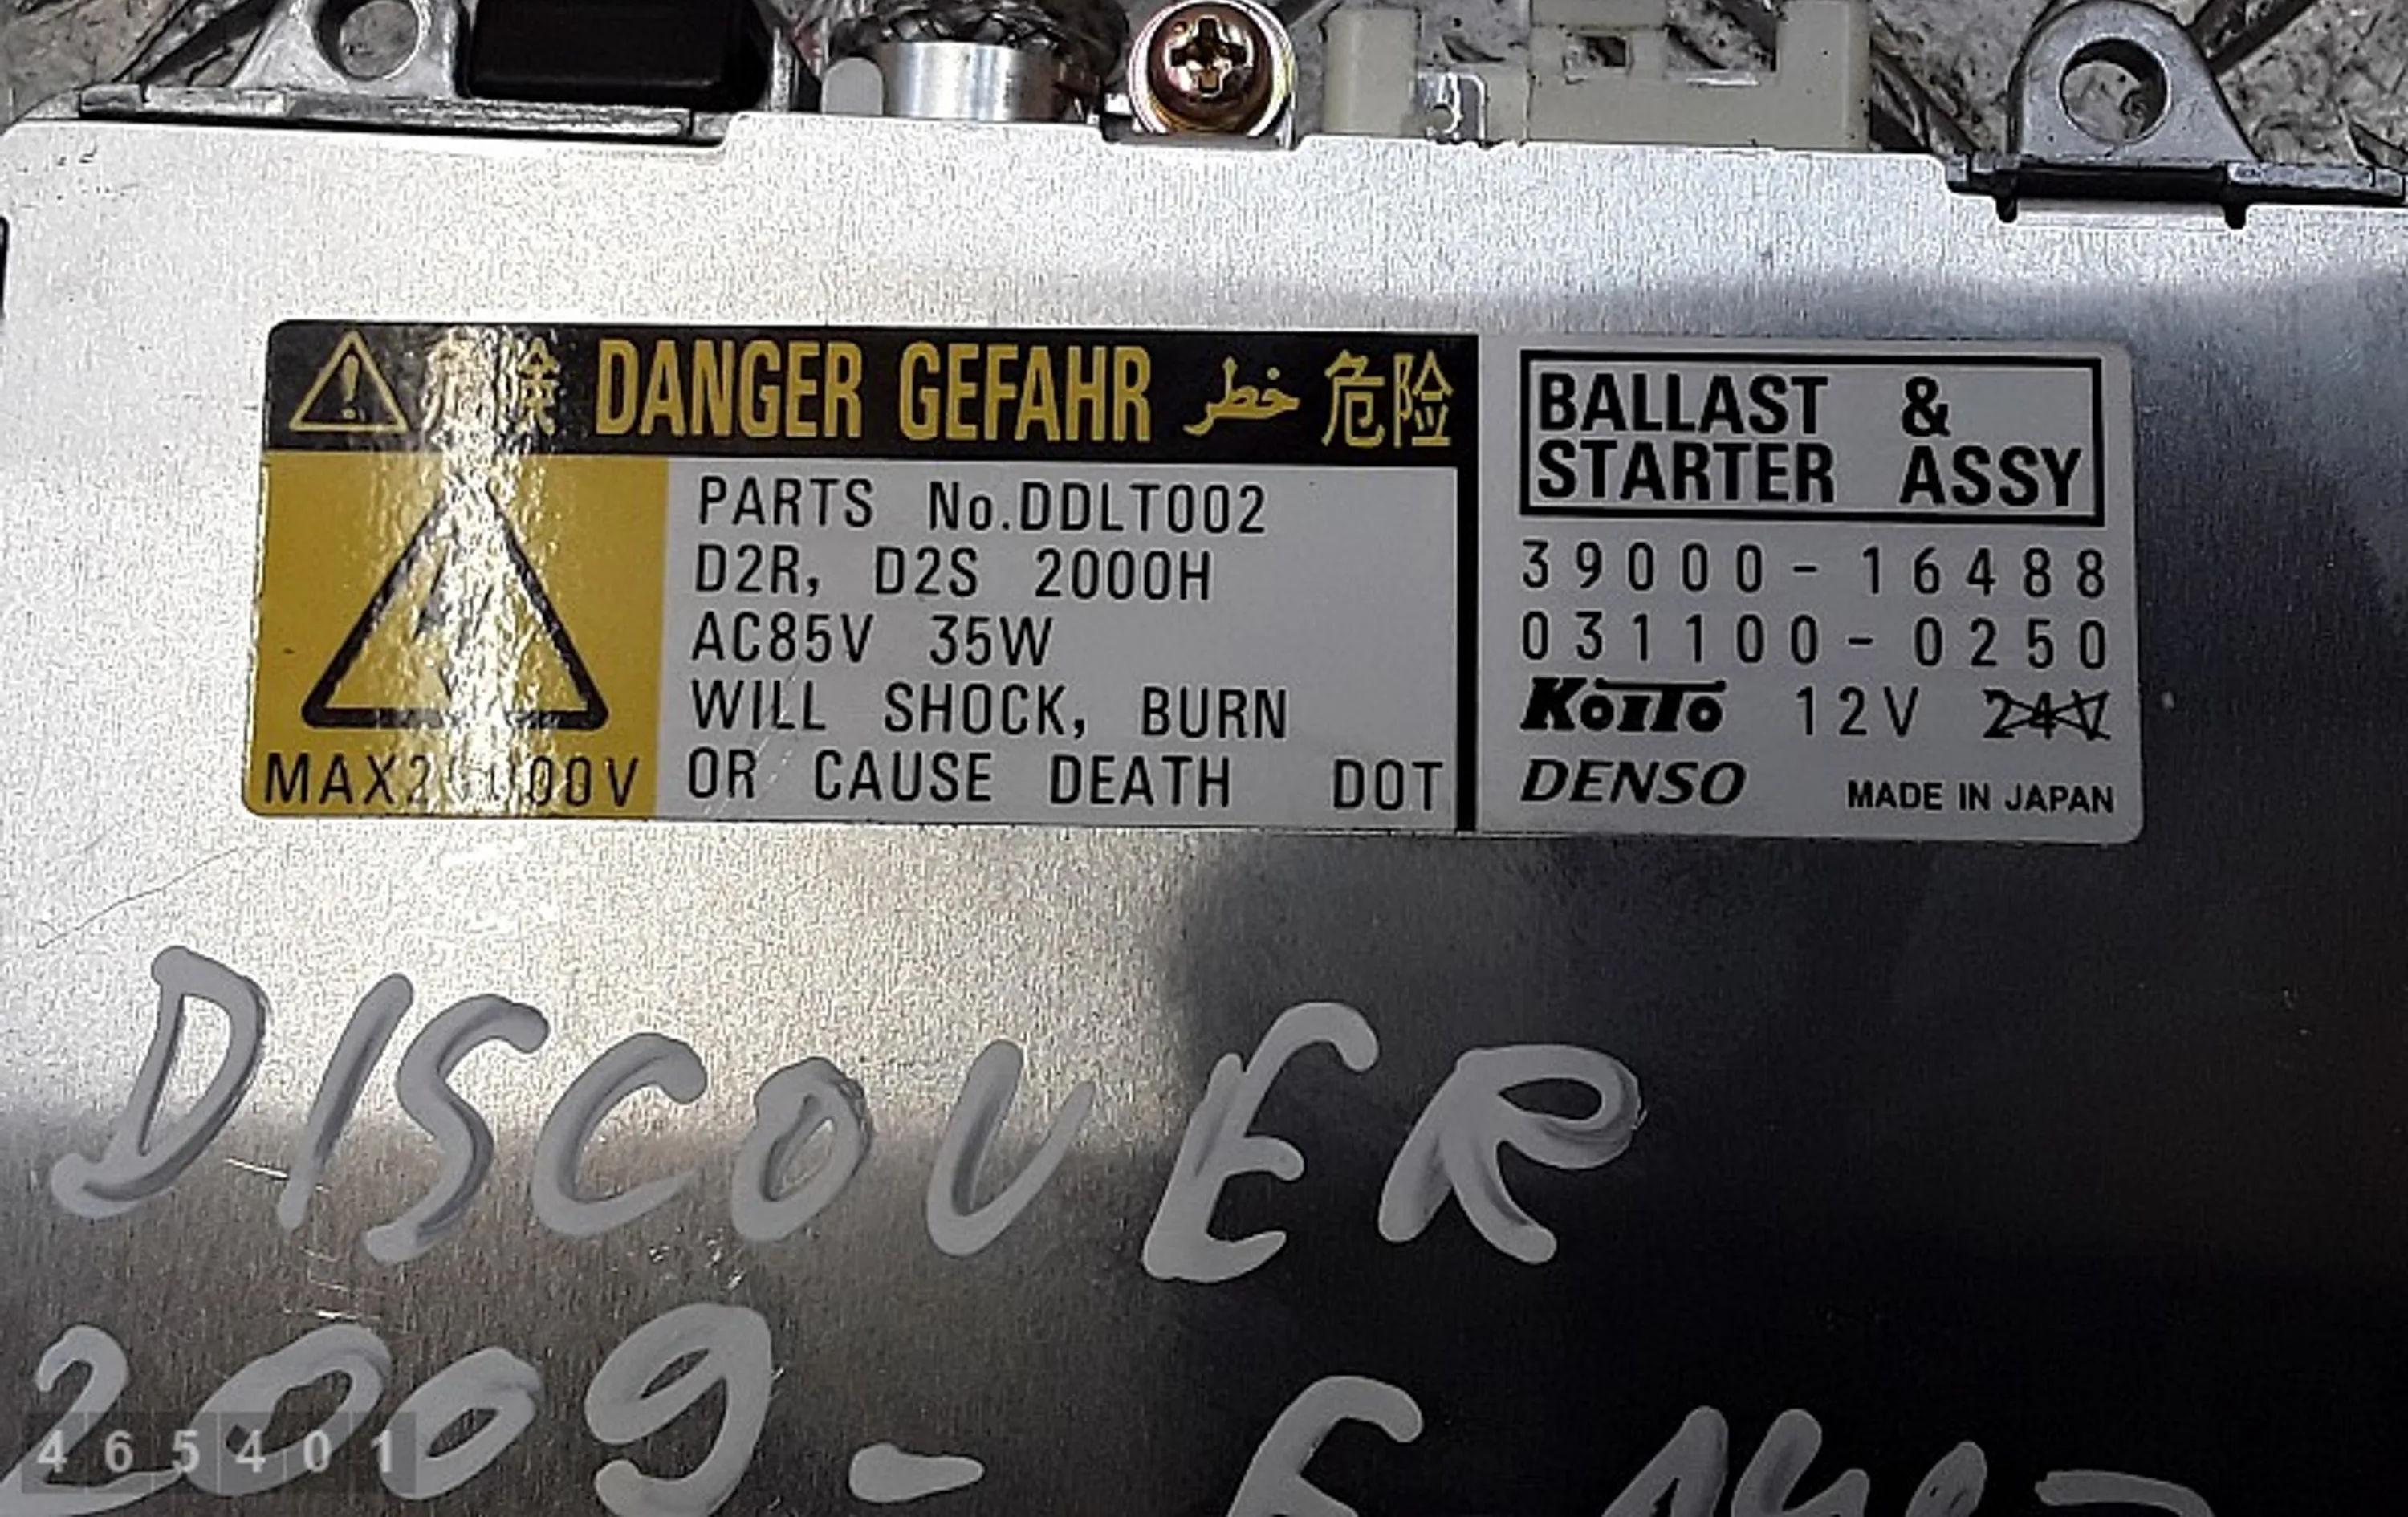 危険 DANGER GEFAHR خطر 危险
PARTS No.DDLT002
D2R, D2S 2000H
AC85V 35W
WILL SHOCK, BURN
OR CAUSE DEATH DOT
BALLAST &
STARTER ASSY
39000-16488
031100-0250
KOITO 12V 24V
DENSO MADE IN JAPAN
DISCOVER
2009-
465401